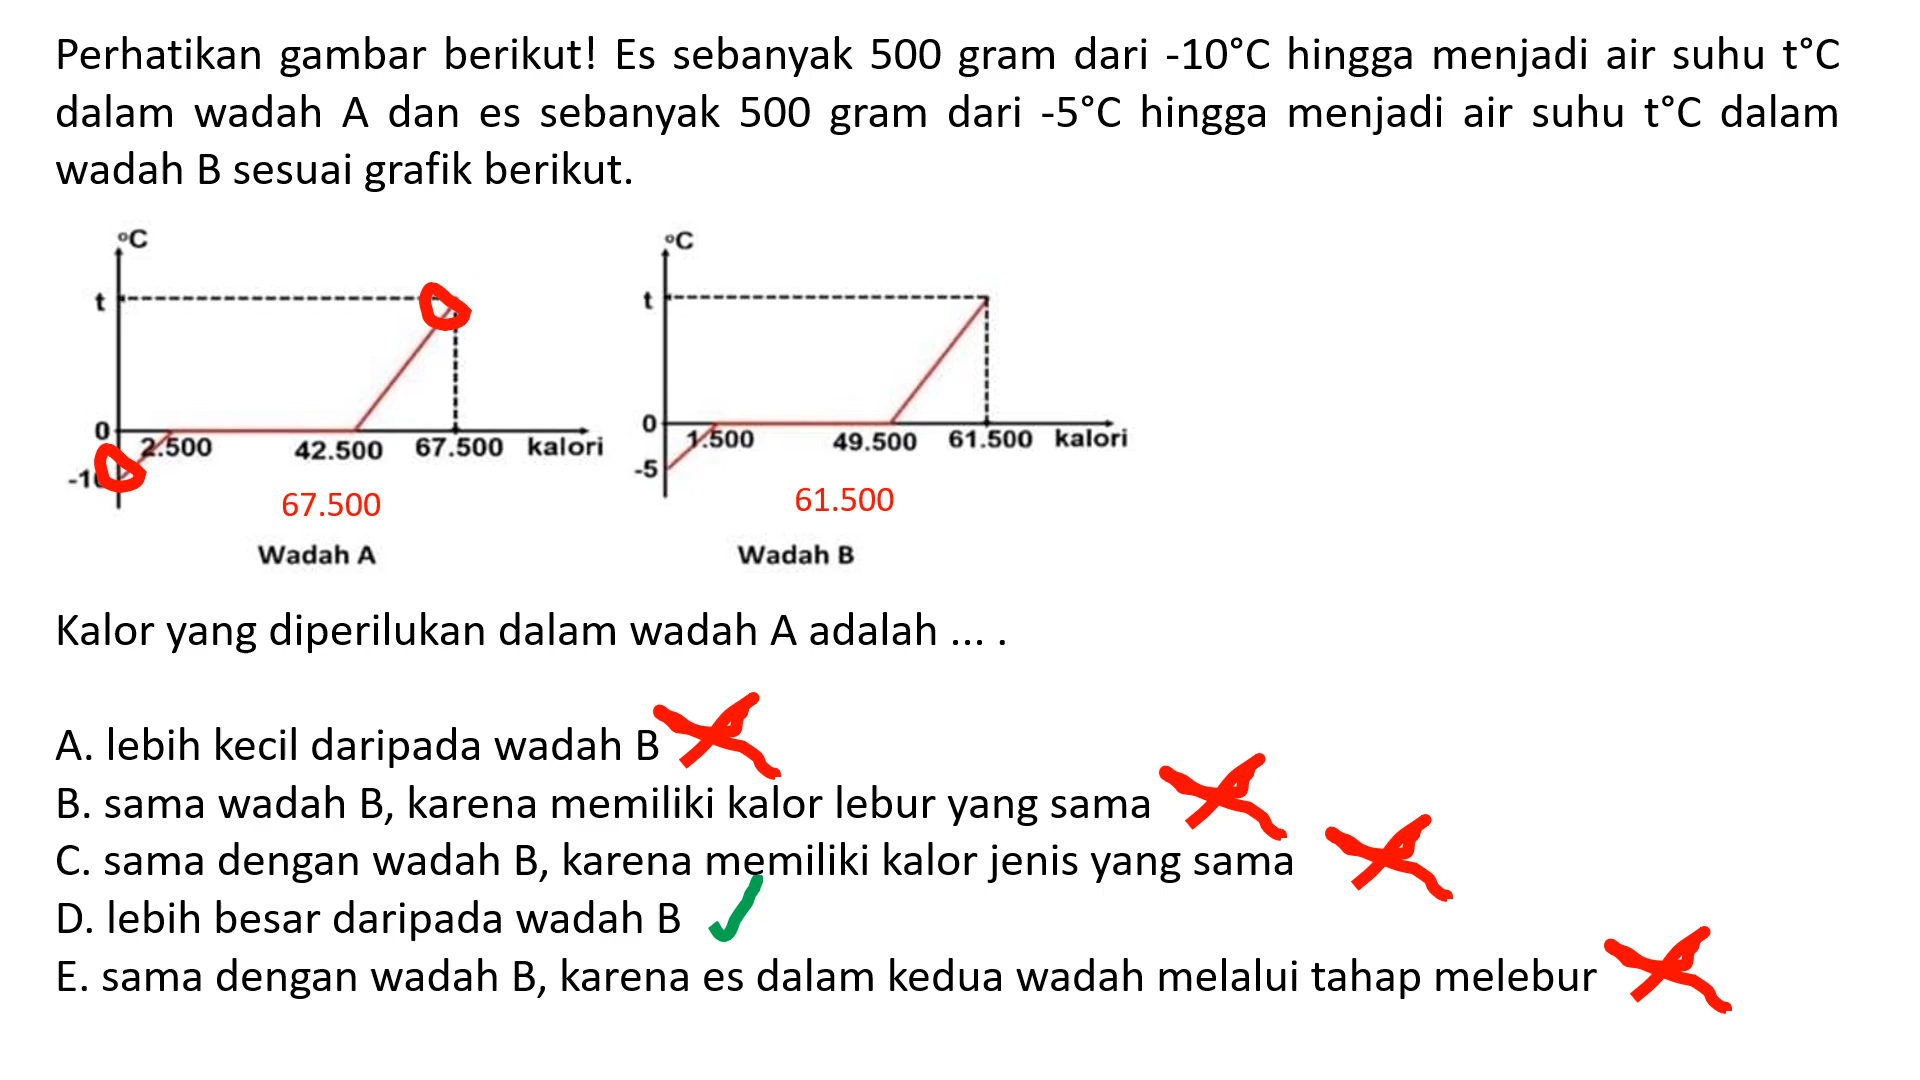 Perhatikan gambar berikut! Es sebanyak 500 gram dari -10°C hingga menjadi air suhu t°C
dalam wadah A dan es sebanyak 500 gram dari -5°C hingga menjadi air suhu t°C dalam
wadah B sesuai grafik berikut.
°C
t
0
-10
2.500
42.500
67.500
kalori
67.500
Wadah A
°C
t
0
-5
1.500
49.500
61.500
kalori
61.500
Wadah B
Kalor yang diperilukan dalam wadah A adalah ... .
A. lebih kecil daripada wadah B
B. sama wadah B, karena memiliki kalor lebur yang sama
C. sama dengan wadah B, karena memiliki kalor jenis yang sama
D. lebih besar daripada wadah B
E. sama dengan wadah B, karena es dalam kedua wadah melalui tahap melebur